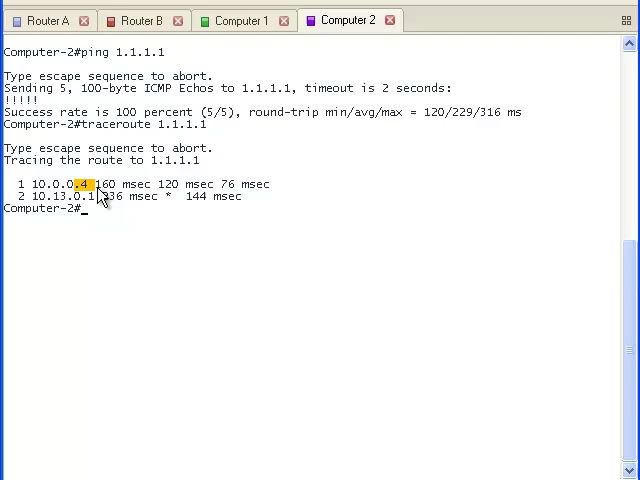 Router A Router B Computer 1 Computer 2
Computer-2#ping 1.1.1.1
Type escape sequence to abort.
Sending 5, 100-byte ICMP Echos to 1.1.1.1, timeout is 2 seconds:
!!!!!
Success rate is 100 percent (5/5), round-trip min/avg/max = 120/229/316 ms
Computer-2#traceroute 1.1.1.1
Type escape sequence to abort.
Tracing the route to 1.1.1.1
1 10.0.0.4 160 msec 120 msec 76 msec
2 10.13.0.1 msec * 144 msec
Computer-2#